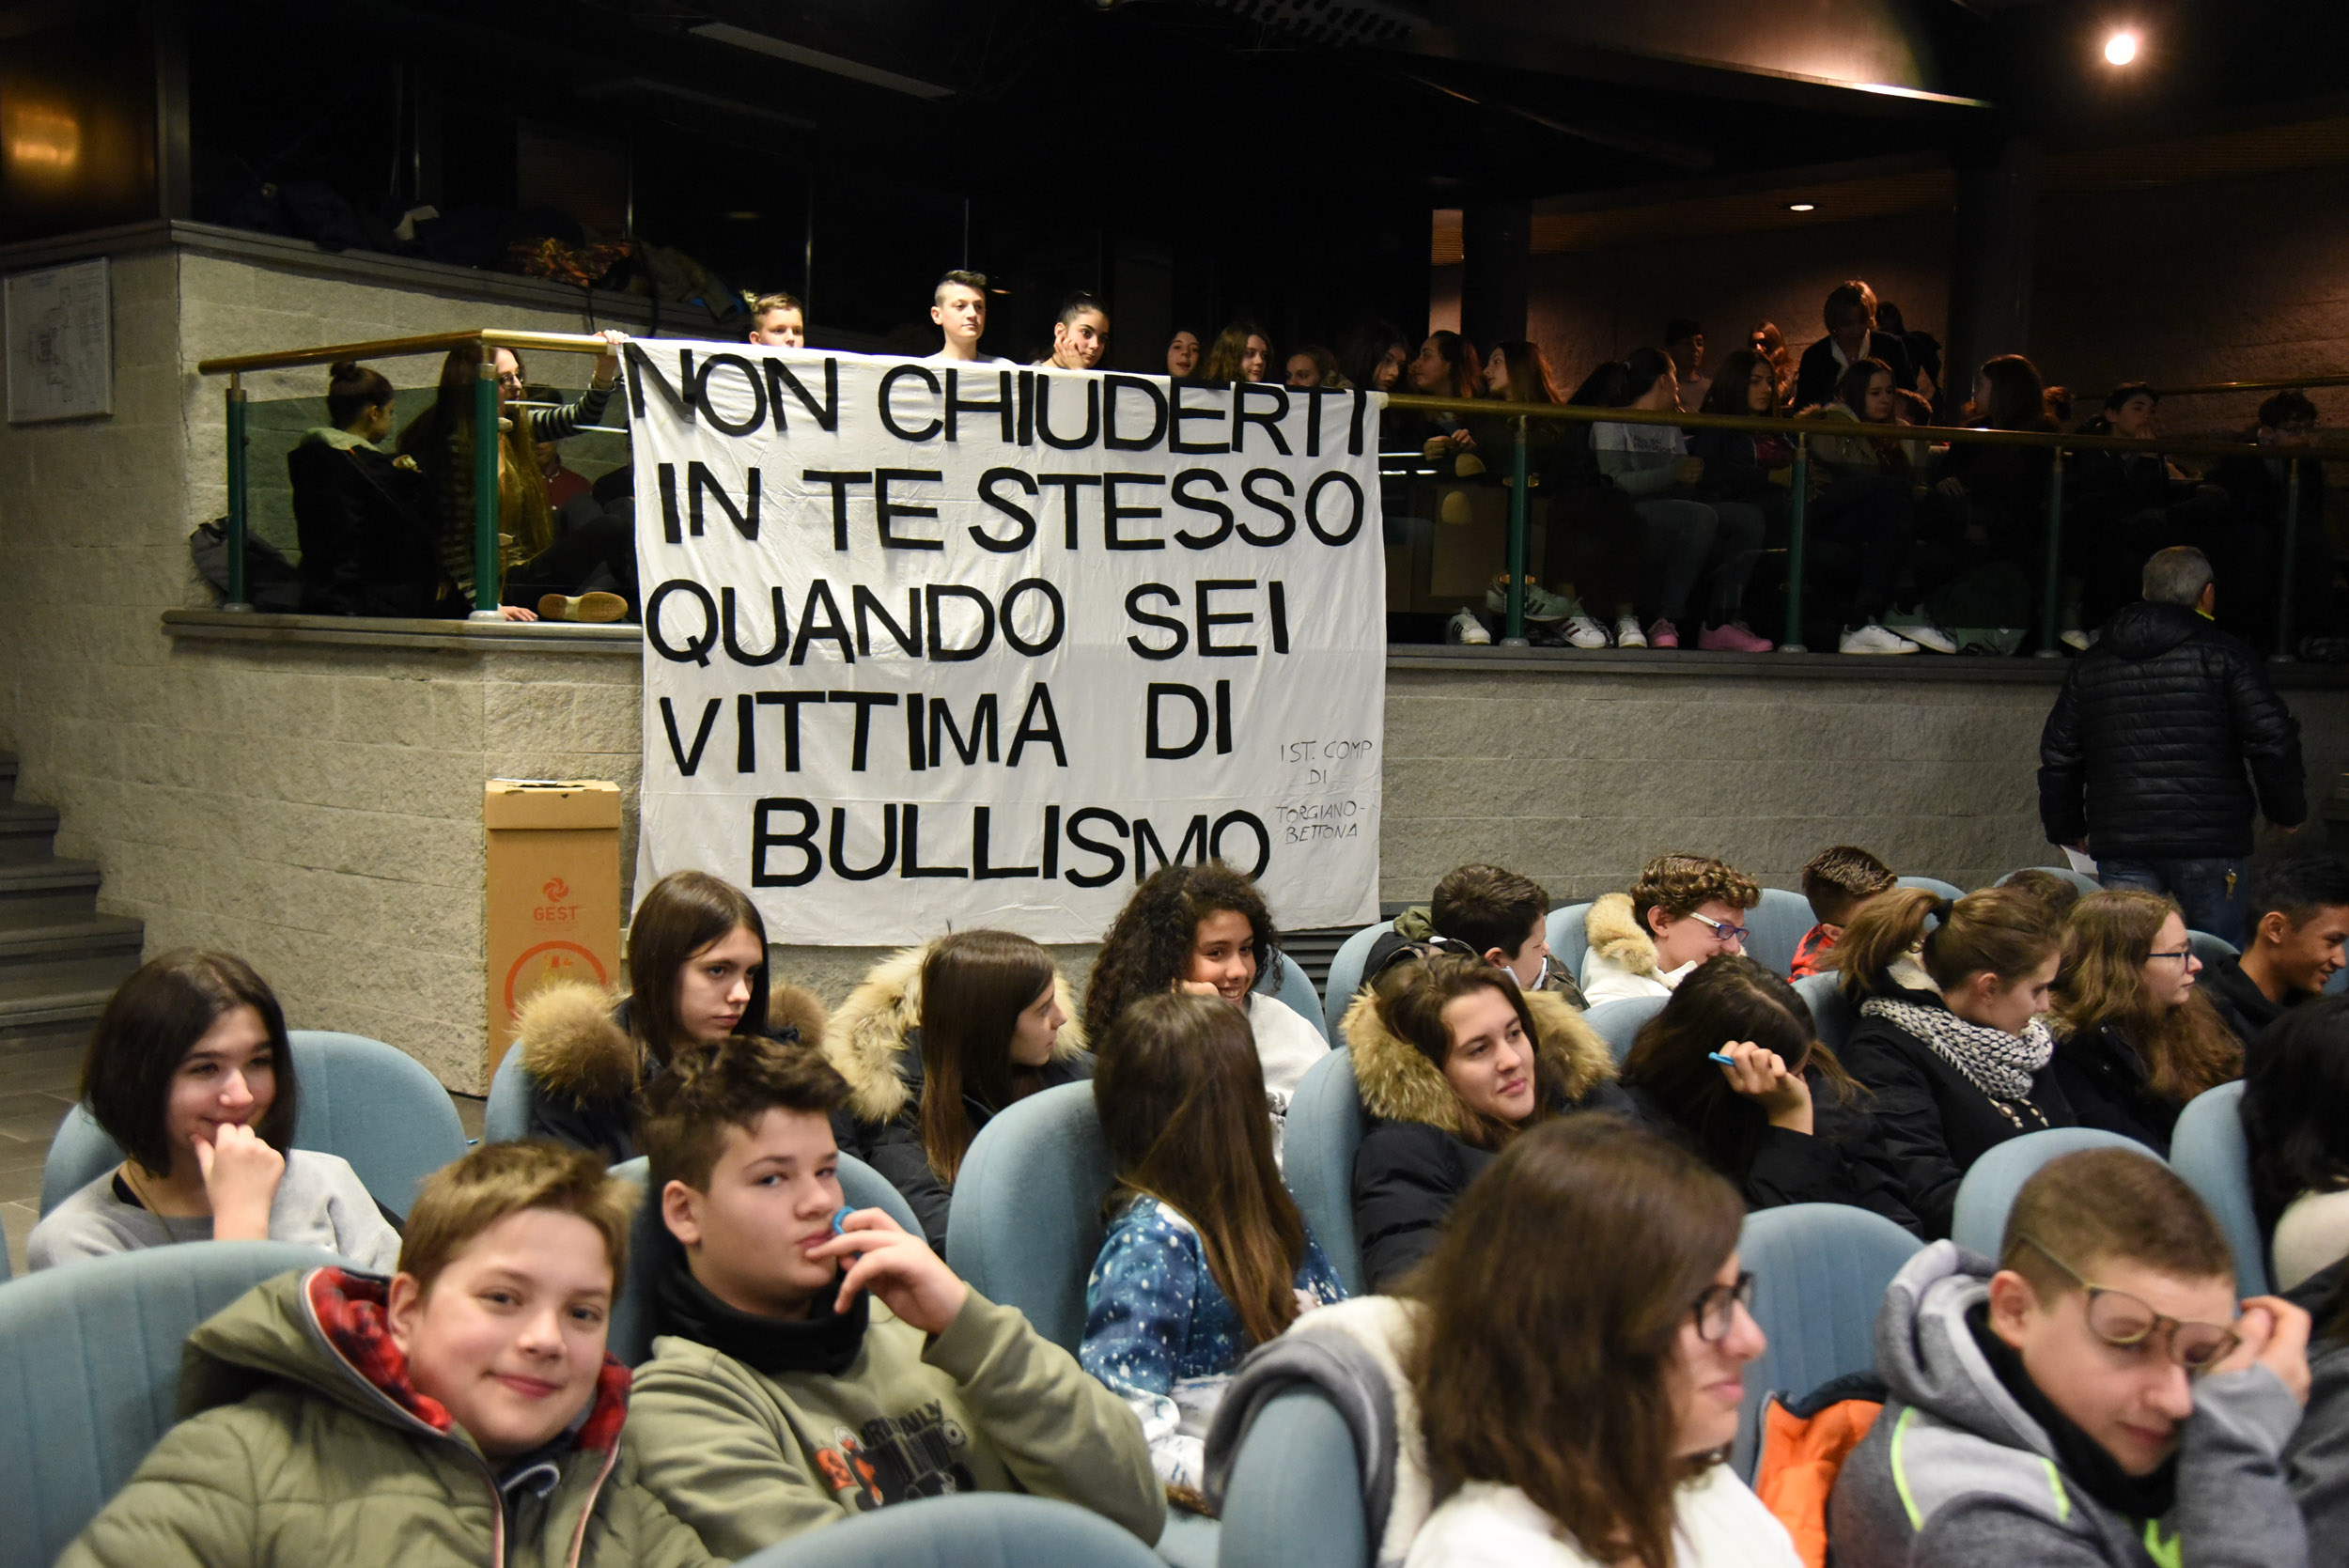 NON CHIUDERTI
IN TE STESSO
QUANDO SEI
VITTIMA DI
BULLISMO
IST. COMP
DI
TORGIANO-
BETTONA
GEST